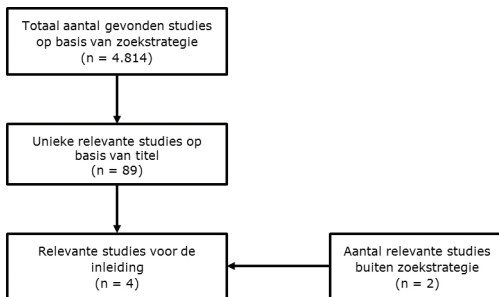 Totaal aantal gevonden studies
op basis van zoekstrategie
(n = 4.814)
Unieke relevante studies op
basis van titel
(n = 89)
Relevante studies voor de
inleiding
(n = 4)
Aantal relevante studies
buiten zoekstrategie
(n = 2)